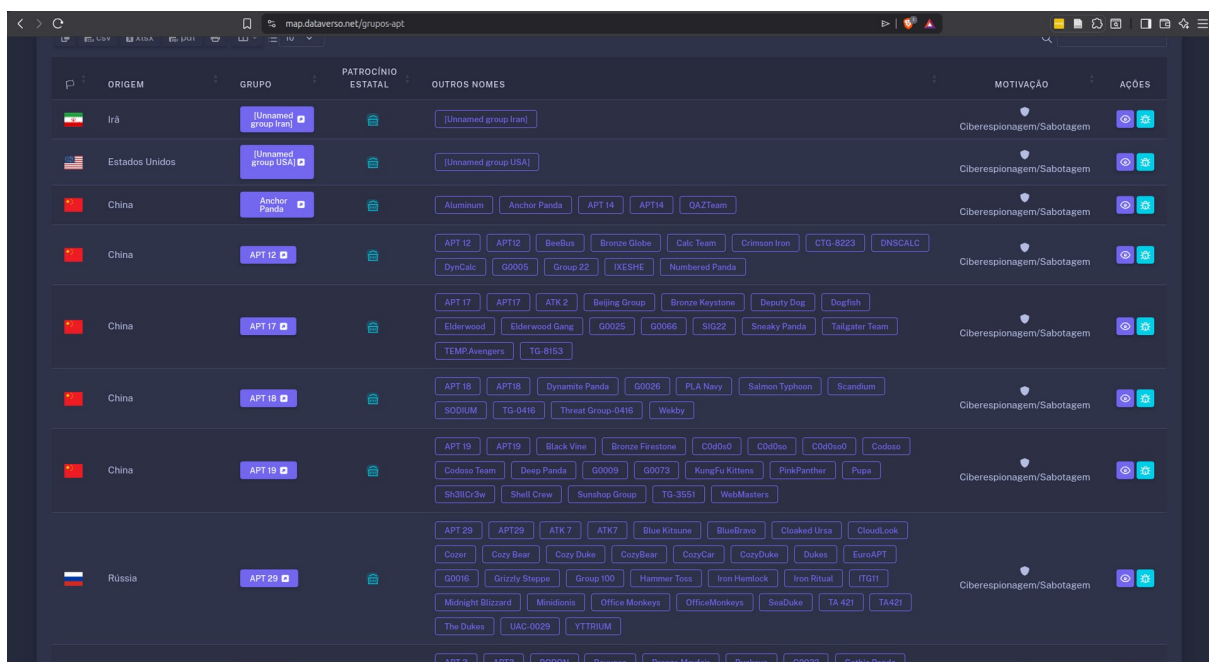 map.dataverso.net/grupos-apt
CSV XLSX pdf 10
ORIGEM GRUPO PATROCÍNIO ESTATAL OUTROS NOMES MOTIVAÇÃO AÇÕES
Irã [Unnamed group Iran] [Unnamed group Iran] Ciberespionagem/Sabotagem
Estados Unidos [Unnamed group USA] [Unnamed group USA] Ciberespionagem/Sabotagem
China Anchor Panda Aluminum Anchor Panda APT 14 APT14 QAZTeam Ciberespionagem/Sabotagem
China APT 12 APT 12 APT12 BeeBus Bronze Globe Calc Team Crimson Iron CTG-8223 DNSCALC
DynCalc G0005 Group 22 IXESHE Numbered Panda Ciberespionagem/Sabotagem
China APT 17 APT 17 APT17 ATK 2 Beijing Group Bronze Keystone Deputy Dog Dogfish
Elderwood Elderwood Gang G0025 G0066 SIG22 Sneaky Panda Tailgater Team
TEMP.Avengers TG-8153 Ciberespionagem/Sabotagem
China APT 18 APT 18 APT18 Dynamite Panda G0026 PLA Navy Salmon Typhoon Scandium
SODIUM TG-0416 Threat Group-0416 Wekby Ciberespionagem/Sabotagem
China APT 19 APT 19 APT19 Black Vine Bronze Firestone C0d0s0 C0d0so C0d0so0 Codoso
Codoso Team Deep Panda G0009 G0073 KungFu Kittens PinkPanther Pupa
Sh3llCr3w Shell Crew Sunshop Group TG-3551 WebMasters Ciberespionagem/Sabotagem
Rússia APT 29 APT 29 APT29 ATK 7 ATK7 Blue Kitsune BlueBravo Cloaked Ursa CloudLook
Cozer Cozy Bear Cozy Duke CozyBear CozyCar CozyDuke Dukes EuroAPT
G0016 Grizzly Steppe Group 100 Hammer Toss Iron Hemlock Iron Ritual ITG11
Midnight Blizzard Minidionis Office Monkeys OfficeMonkeys SeaDuke TA 421 TA421
The Dukes UAC-0029 YTTRIUM Ciberespionagem/Sabotagem